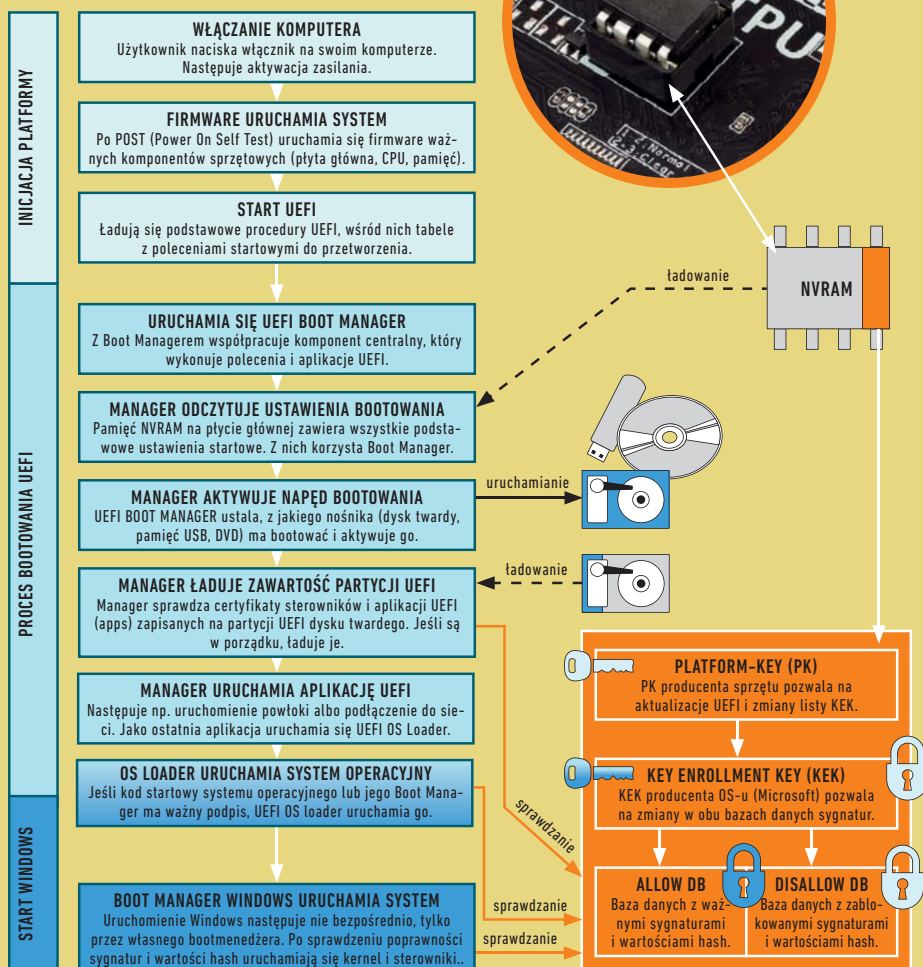 INICJACJA PLATFORMY
WŁĄCZANIE KOMPUTERA
Użytkownik naciska włącznik na swoim komputerze.
Następuje aktywacja zasilania.
FIRMWARE URUCHAMIA SYSTEM
Po POST (Power On Self Test) uruchamia się firmware waż-
nych komponentów sprzętowych (płyta główna, CPU, pamięć).
START UEFI
Ładują się podstawowe procedury UEFI, wśród nich tabele
z poleceniami startowymi do przetworzenia.
PROCES BOOTOWANIA UEFI
URUCHAMIA SIĘ UEFI BOOT MANAGER
Z Boot Managerem współpracuje komponent centralny, który
wykonuje polecenia i aplikacje UEFI.
MANAGER ODCZYTUJE USTAWIENIA BOOTOWANIA
Pamięć NVRAM na płycie głównej zawiera wszystkie podsta-
wowe ustawienia startowe. Z nich korzysta Boot Manager.
MANAGER AKTYWUJE NAPĘD BOOTOWANIA
UEFI BOOT MANAGER ustala, z jakiego nośnika (dysk twardy,
pamięć USB, DVD) ma bootować i aktywuje go.
MANAGER ŁADUJE ZAWARTOŚĆ PARTYCJI UEFI
Manager sprawdza certyfikaty sterowników i aplikacji UEFI
(apps) zapisanych na partycji UEFI dysku twardego. Jeśli są
w porządku, ładuje je.
MANAGER URUCHAMIA APLIKACJĘ UEFI
Następuje np. uruchomienie powłoki albo podłączenie do sie-
ci. Jako ostatnia aplikacja uruchamia się UEFI OS Loader.
OS LOADER URUCHAMIA SYSTEM OPERACYJNY
Jeśli kod startowy systemu operacyjnego lub jego Boot Mana-
ger ma ważny podpis, UEFI OS loader uruchamia go.
START WINDOWS
BOOT MANAGER WINDOWS URUCHAMIA SYSTEM
Uruchomienie Windows następuje nie bezpośrednio, tylko
przez własnego bootmenedżera. Po sprawdzeniu poprawności
sygnatur i wartości hash uruchamiają się kernel i sterowniki..
TPU
:Normal
2-3:Clear
ładowanie
NVRAM
uruchamianie
ładowanie
sprawdzanie
sprawdzanie
sprawdzanie
PLATFORM-KEY (PK)
PK producenta sprzętu pozwala na
aktualizacje UEFI i zmiany listy KEK.
KEY ENROLLMENT KEY (KEK)
KEK producenta OS-u (Microsoft) pozwala
na zmiany w obu bazach danych sygnatur.
ALLOW DB
Baza danych z waż-
nymi sygnaturami
i wartościami hash.
DISALLOW DB
Baza danych z zablo-
kowanymi sygnaturami
i wartościami hash.